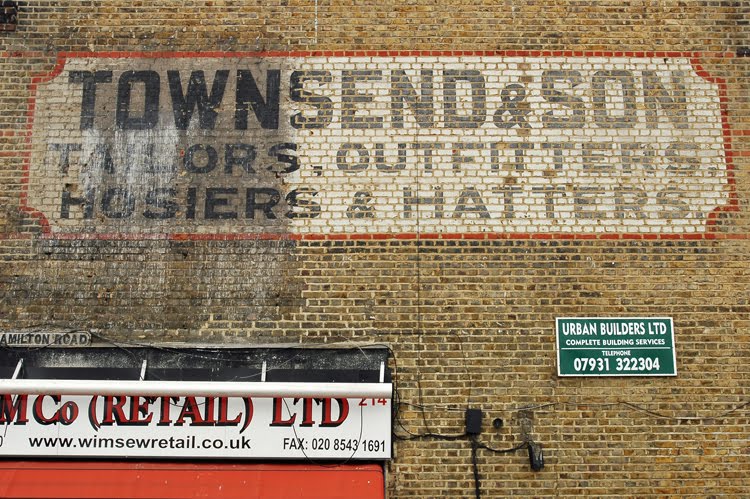 TOWNSEND & SON
TAILORS, OUTFITTERS,
HOSIERS & HATTERS.
URBAN BUILDERS LTD
COMPLETE BUILDING SERVICES
TELEPHONE
07931 322304
AMILTON ROAD
MCo (RETAIL) LTD
214
www.wimsewretail.co.uk
FAX: 020 8543 1691